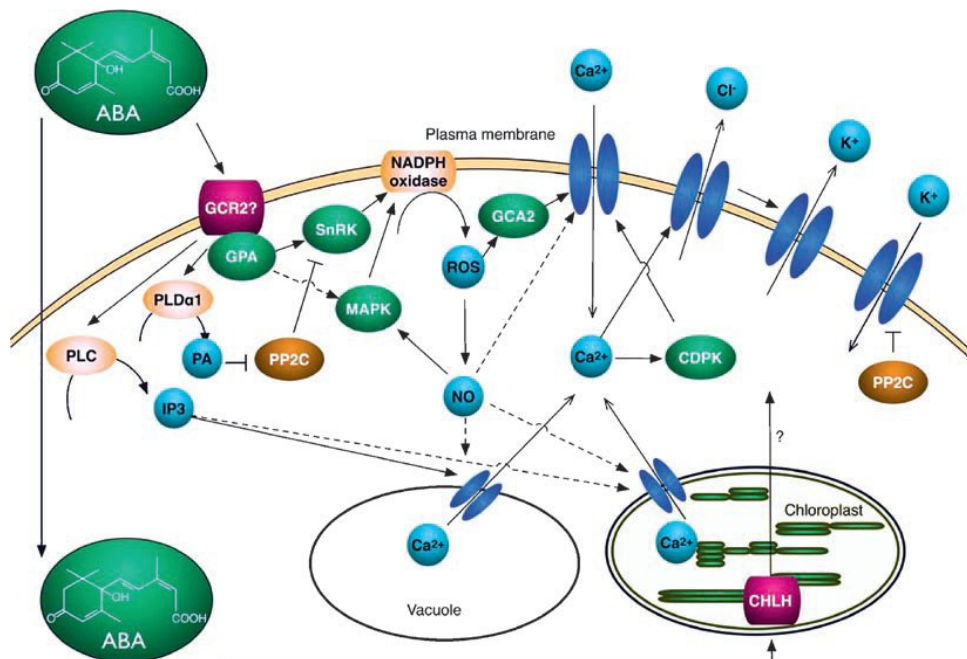 OH
O
COOH
ABA
Ca2+
Cl-
K+
Plasma membrane
NADPH
oxidase
K+
GCR2?
GCA2
SnRK
GPA
ROS
PLDα1
MAPK
PLC
PA
PP2C
Ca2+
CDPK
PP2C
IP3
NO
?
Chloroplast
Ca2+
Ca2+
CHLH
Vacuole
OH
O
COOH
ABA